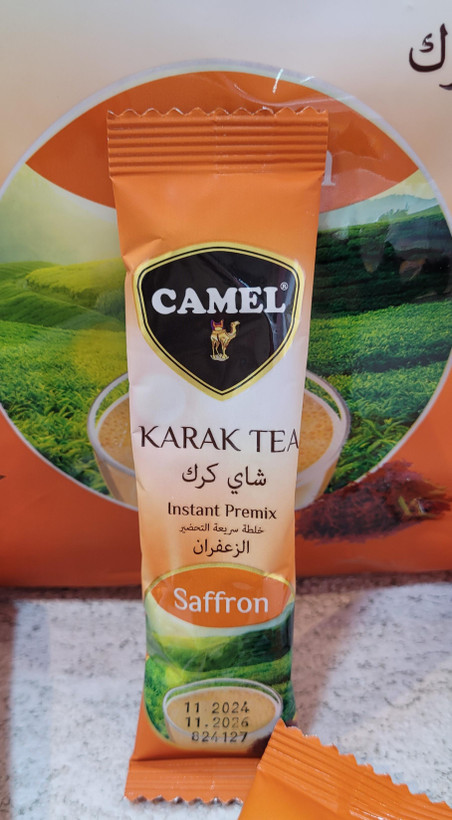 CAMEL®
KARAK TEA
شاي كرك
Instant Premix
خلطة سريعة التحضير
الزعفران
Saffron
11 2024
11.2026
824127